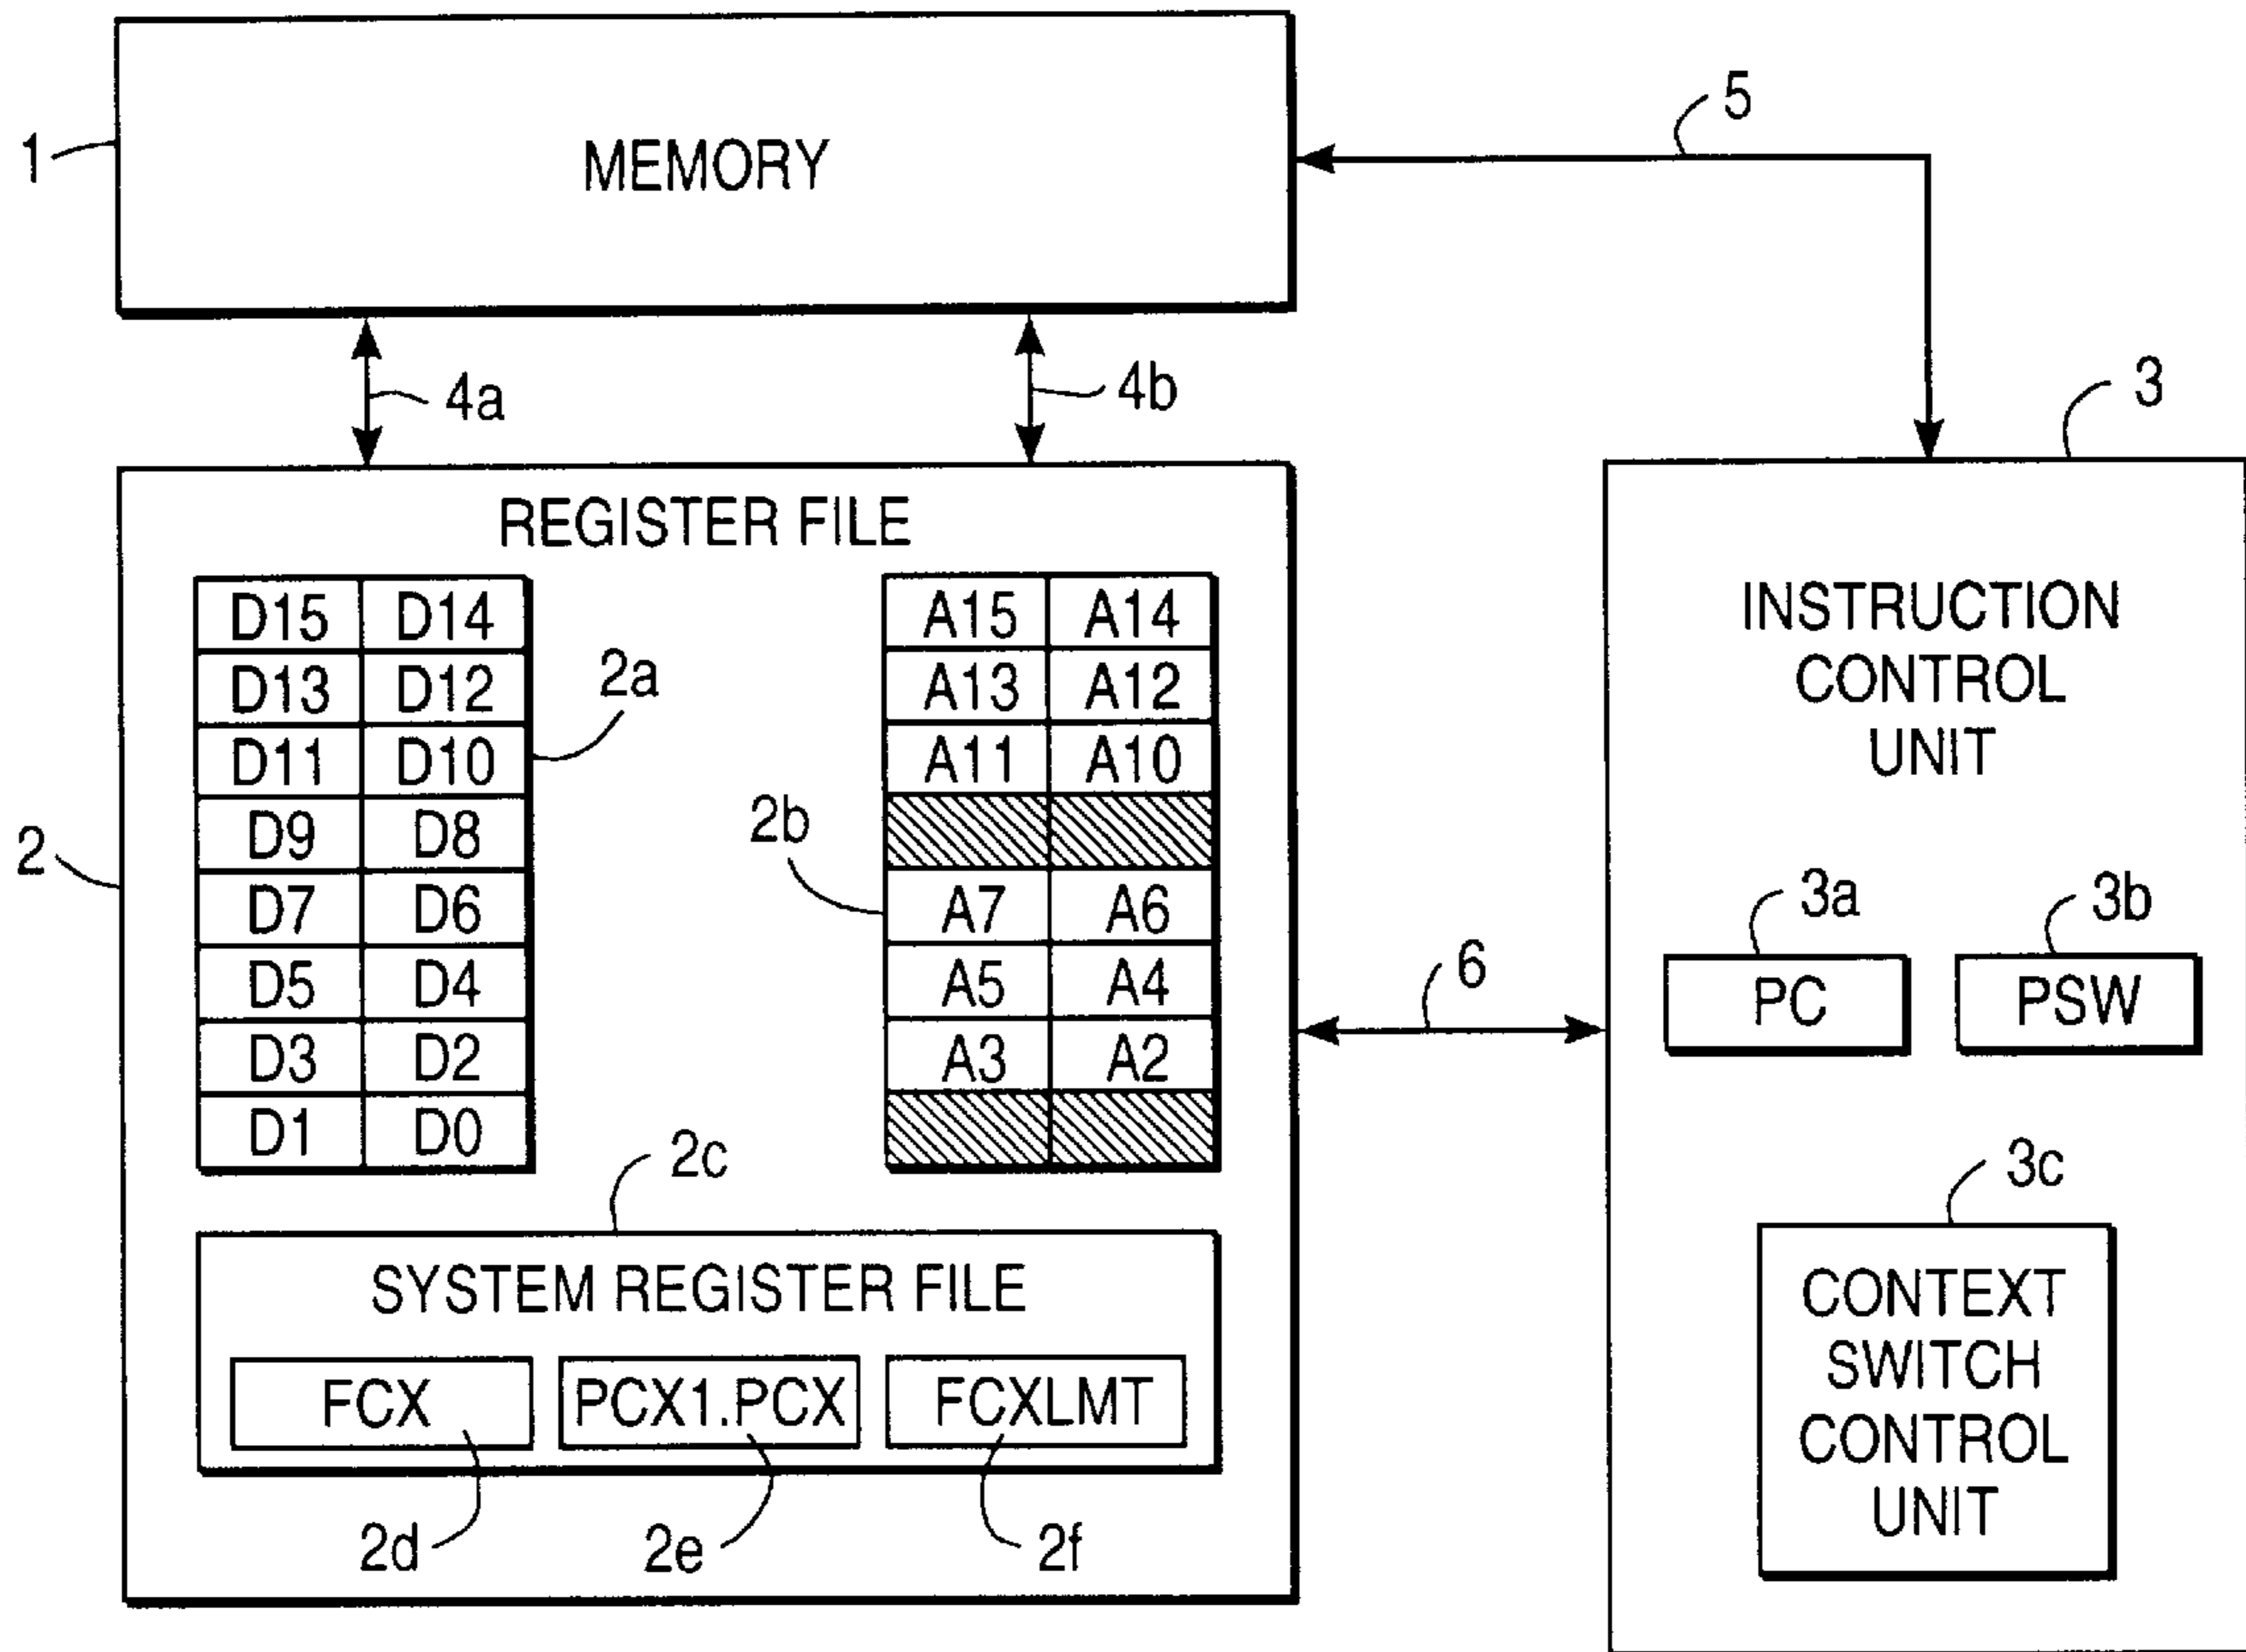 1
MEMORY
5
4a
4b
3
2
REGISTER FILE
D15 D14
D13 D12
D11 D10
D9 D8
D7 D6
D5 D4
D3 D2
D1 D0
2a
A15 A14
A13 A12
A11 A10
A7 A6
A5 A4
A3 A2
2b
2c
SYSTEM REGISTER FILE
FCX
PCX1.PCX
FCXLMT
2d
2e
2f
6
INSTRUCTION
CONTROL
UNIT
3a
3b
PC
PSW
3c
CONTEXT
SWITCH
CONTROL
UNIT